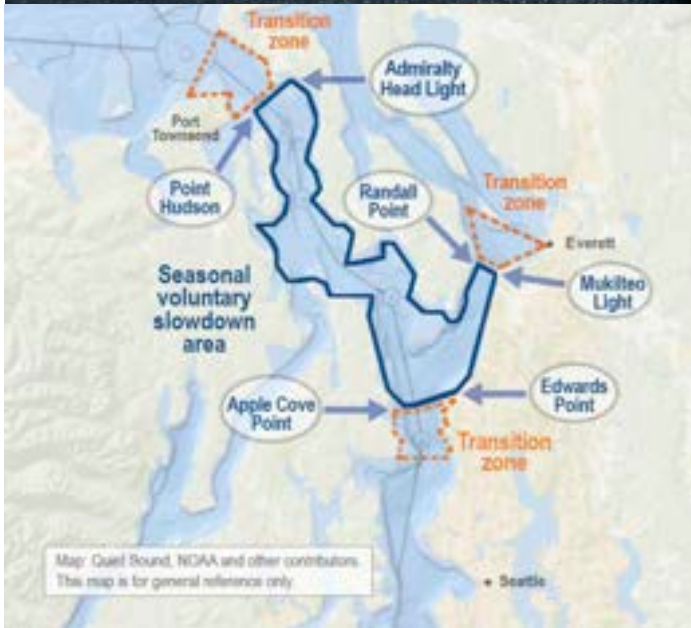 Transition
zone
Admiralty
Head Light
Port
Townsend
Point
Hudson
Randall
Point
Transition
zone
Everett
Mukilteo
Light
Seasonal
voluntary
slowdown
area
Apple Cove
Point
Edwards
Point
Transition
zone
Map: Quiet Sound, NOAA and other contributors.
This map is for general reference only.
Seattle